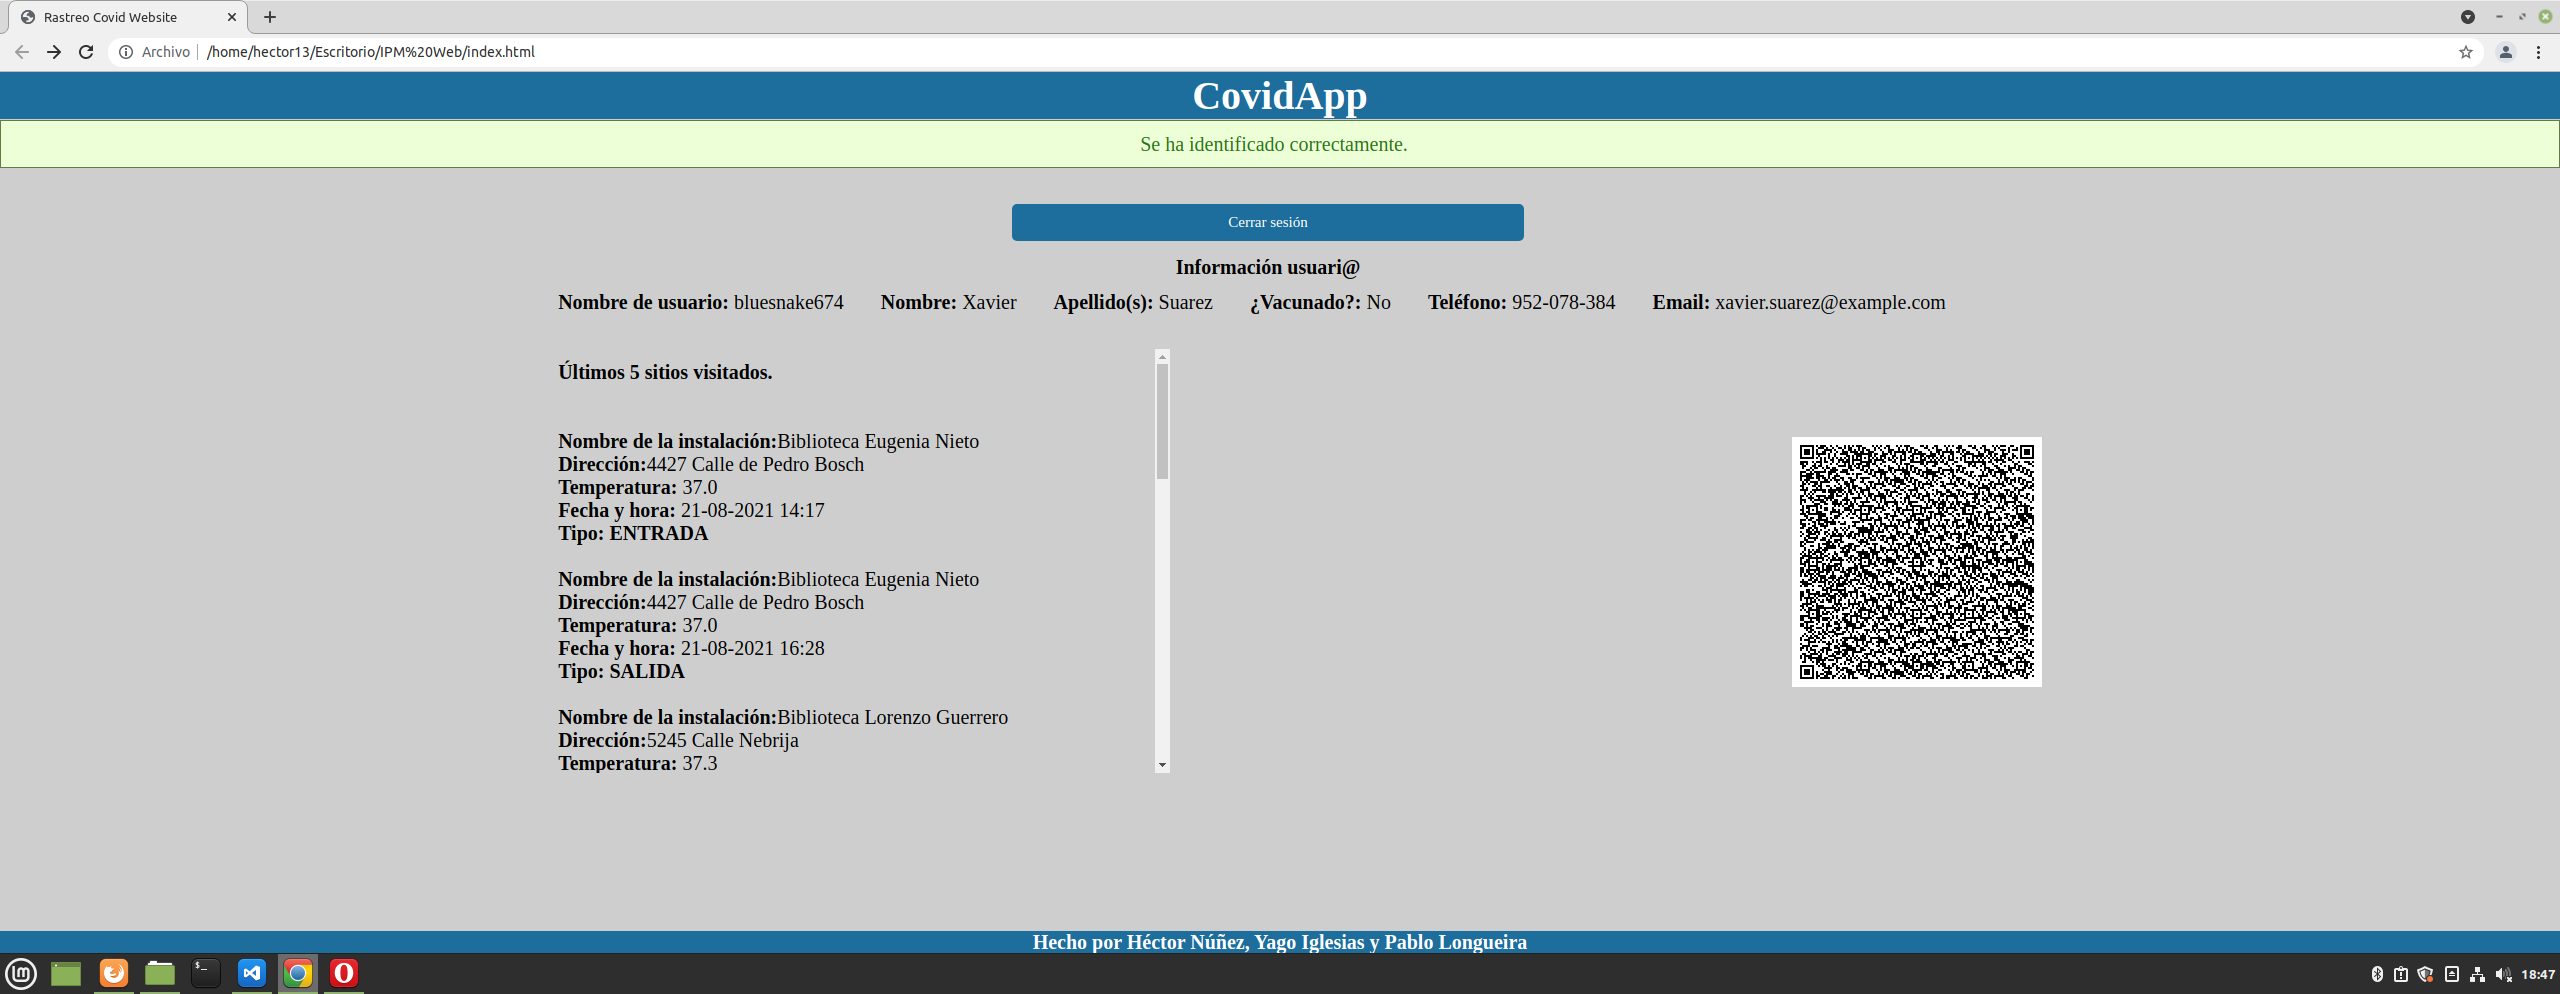 Rastreo Covid Website
Archivo /home/hector13/Escritorio/IPM%20Web/index.html
CovidApp
Se ha identificado correctamente.
Cerrar sesión
Información usuari@
Nombre de usuario: bluesnake674 Nombre: Xavier Apellido(s): Suarez ¿Vacunado?: No Teléfono: 952-078-384 Email: xavier.suarez@example.com
Últimos 5 sitios visitados.
Nombre de la instalación:Biblioteca Eugenia Nieto
Dirección:4427 Calle de Pedro Bosch
Temperatura: 37.0
Fecha y hora: 21-08-2021 14:17
Tipo: ENTRADA
Nombre de la instalación:Biblioteca Eugenia Nieto
Dirección:4427 Calle de Pedro Bosch
Temperatura: 37.0
Fecha y hora: 21-08-2021 16:28
Tipo: SALIDA
Nombre de la instalación:Biblioteca Lorenzo Guerrero
Dirección:5245 Calle Nebrija
Temperatura: 37.3
Hecho por Héctor Núñez, Yago Iglesias y Pablo Longueira
18:47